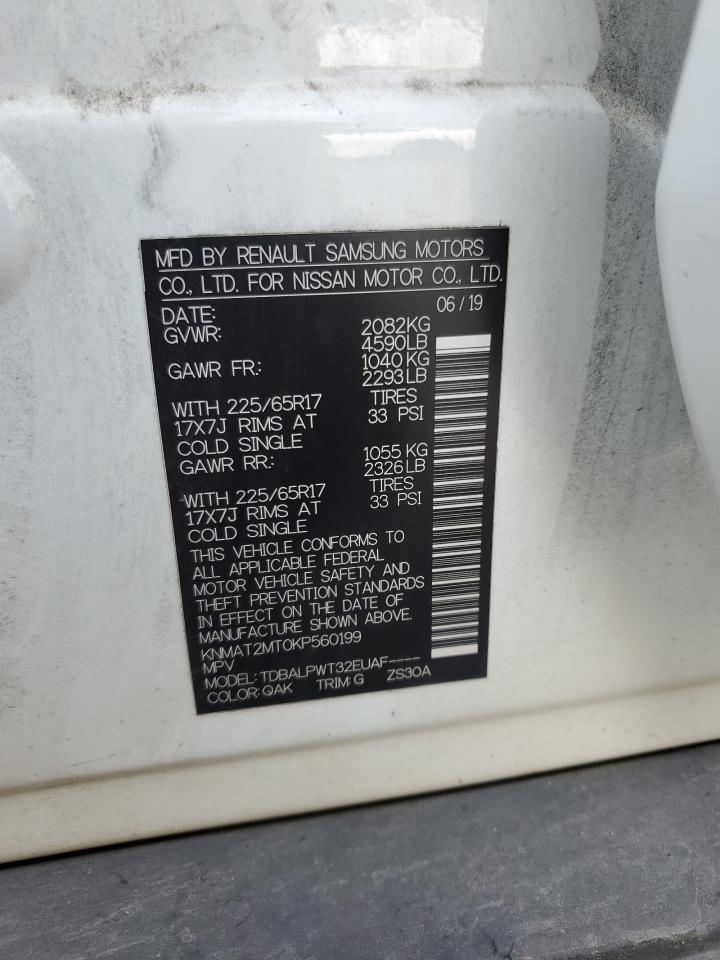 MFD BY RENAULT SAMSUNG MOTORS
CO., LTD. FOR NISSAN MOTOR CO., LTD.
DATE: 06/19
GVWR: 2082KG
4590LB
GAWR FR.: 1040KG
2293LB
WITH 225/65R17 TIRES
17X7J RIMS AT 33 PSI
COLD SINGLE
GAWR RR.: 1055KG
2326LB
WITH 225/65R17 TIRES
17X7J RIMS AT 33 PSI
COLD SINGLE
THIS VEHICLE CONFORMS TO
ALL APPLICABLE FEDERAL
MOTOR VEHICLE SAFETY AND
THEFT PREVENTION STANDARDS
IN EFFECT ON THE DATE OF
MANUFACTURE SHOWN ABOVE.
KNMAT2MT0KP560199
MPV
MODEL:TDBALPWT32EUAF----
COLOR:QAK TRIM:G ZS30A